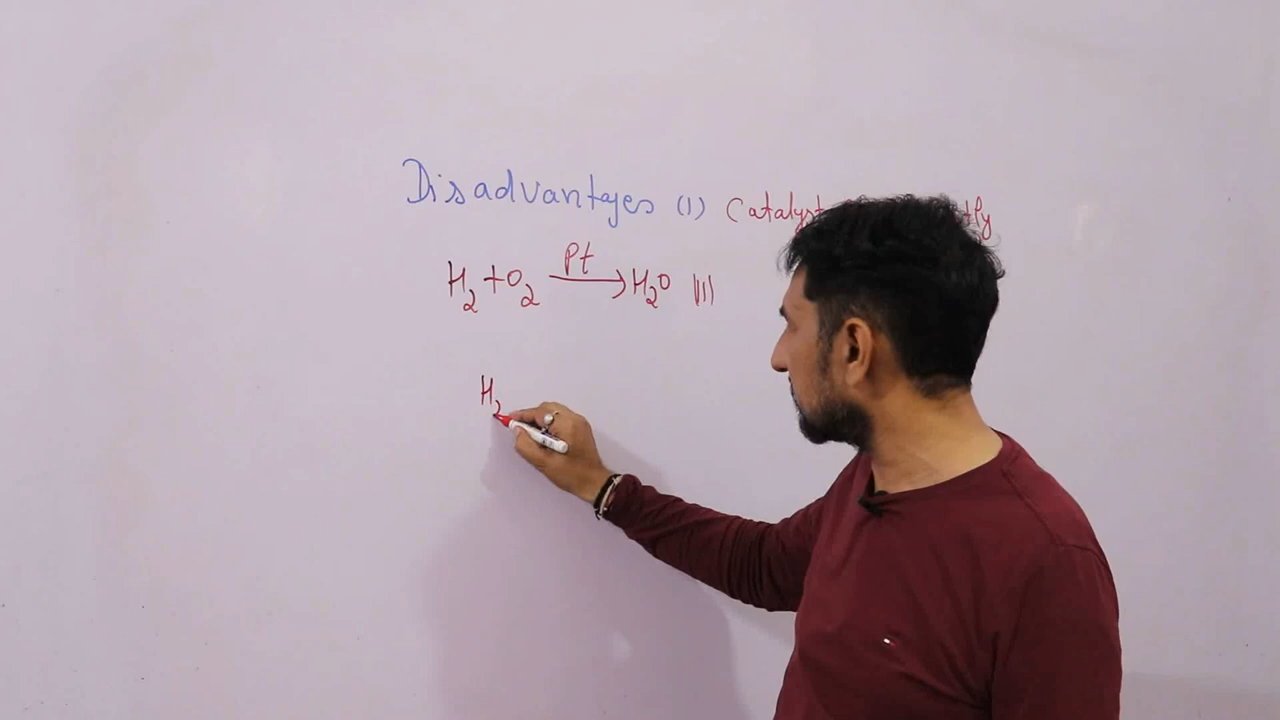 Disadvantages (1) Catalyst
H2+O2 Pt → H2O (l)
H2